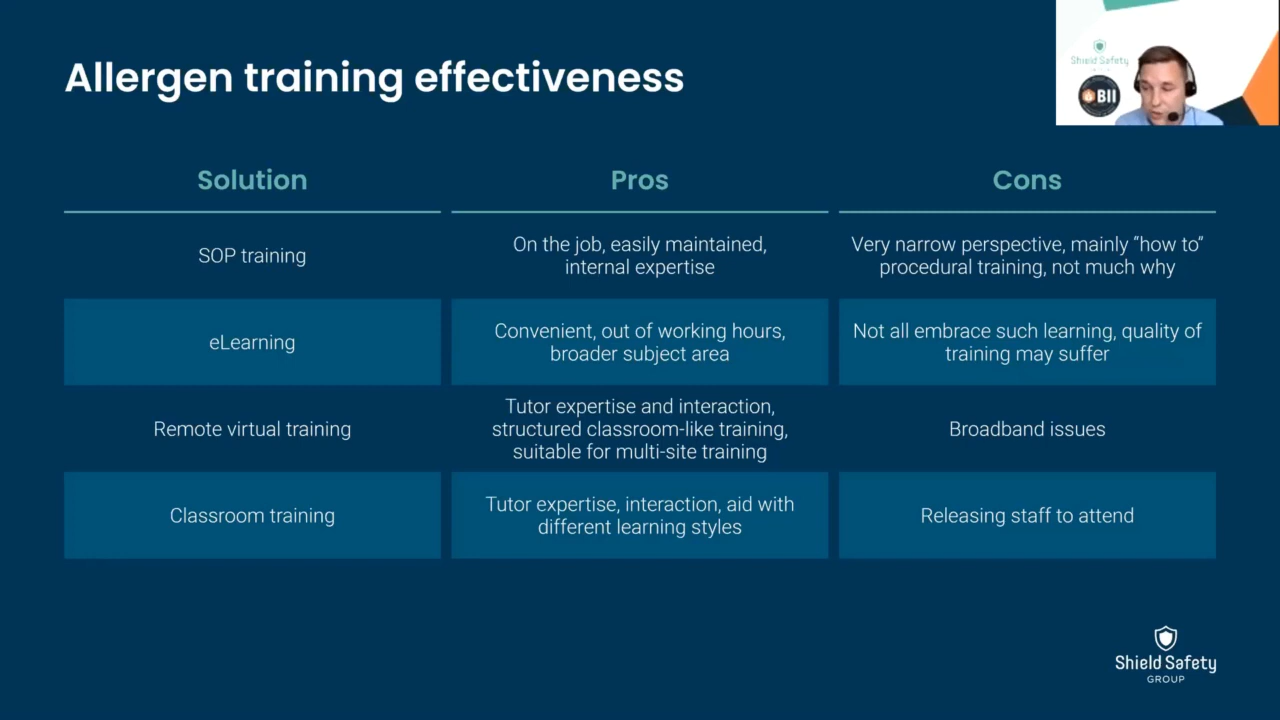 Allergen training effectiveness
Shield Safety
BII
Solution
Pros
Cons
SOP training
On the job, easily maintained,
internal expertise
Very narrow perspective, mainly "how to"
procedural training, not much why
eLearning
Convenient, out of working hours,
broader subject area
Not all embrace such learning, quality of
training may suffer
Remote virtual training
Tutor expertise and interaction,
structured classroom-like training,
suitable for multi-site training
Broadband issues
Classroom training
Tutor expertise, interaction, aid with
different learning styles
Releasing staff to attend
Shield Safety
GROUP